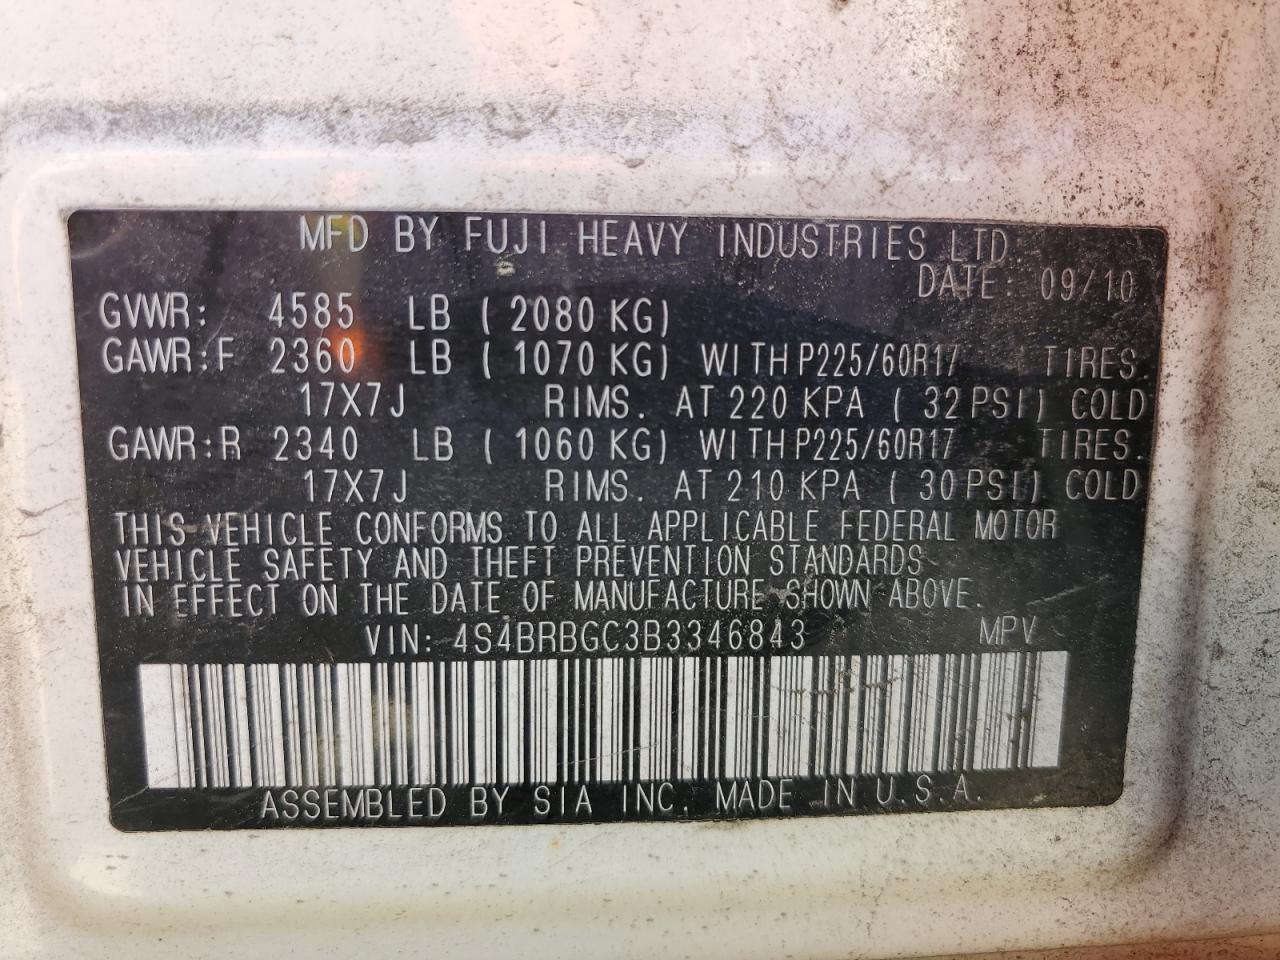 MFD BY FUJI HEAVY INDUSTRIES LTD.
DATE: 09/10
GVWR: 4585 LB ( 2080 KG)
GAWR:F 2360 LB ( 1070 KG) WITH P225/60R17 TIRES.
17X7J RIMS. AT 220 KPA ( 32 PSI) COLD
GAWR:R 2340 LB ( 1060 KG) WITH P225/60R17 TIRES.
17X7J RIMS. AT 210 KPA ( 30 PSI) COLD
THIS VEHICLE CONFORMS TO ALL APPLICABLE FEDERAL MOTOR
VEHICLE SAFETY AND THEFT PREVENTION STANDARDS
IN EFFECT ON THE DATE OF MANUFACTURE SHOWN ABOVE.
VIN: 4S4BRBGC3B3346843 MPV
ASSEMBLED BY SIA INC. MADE IN U.S.A.